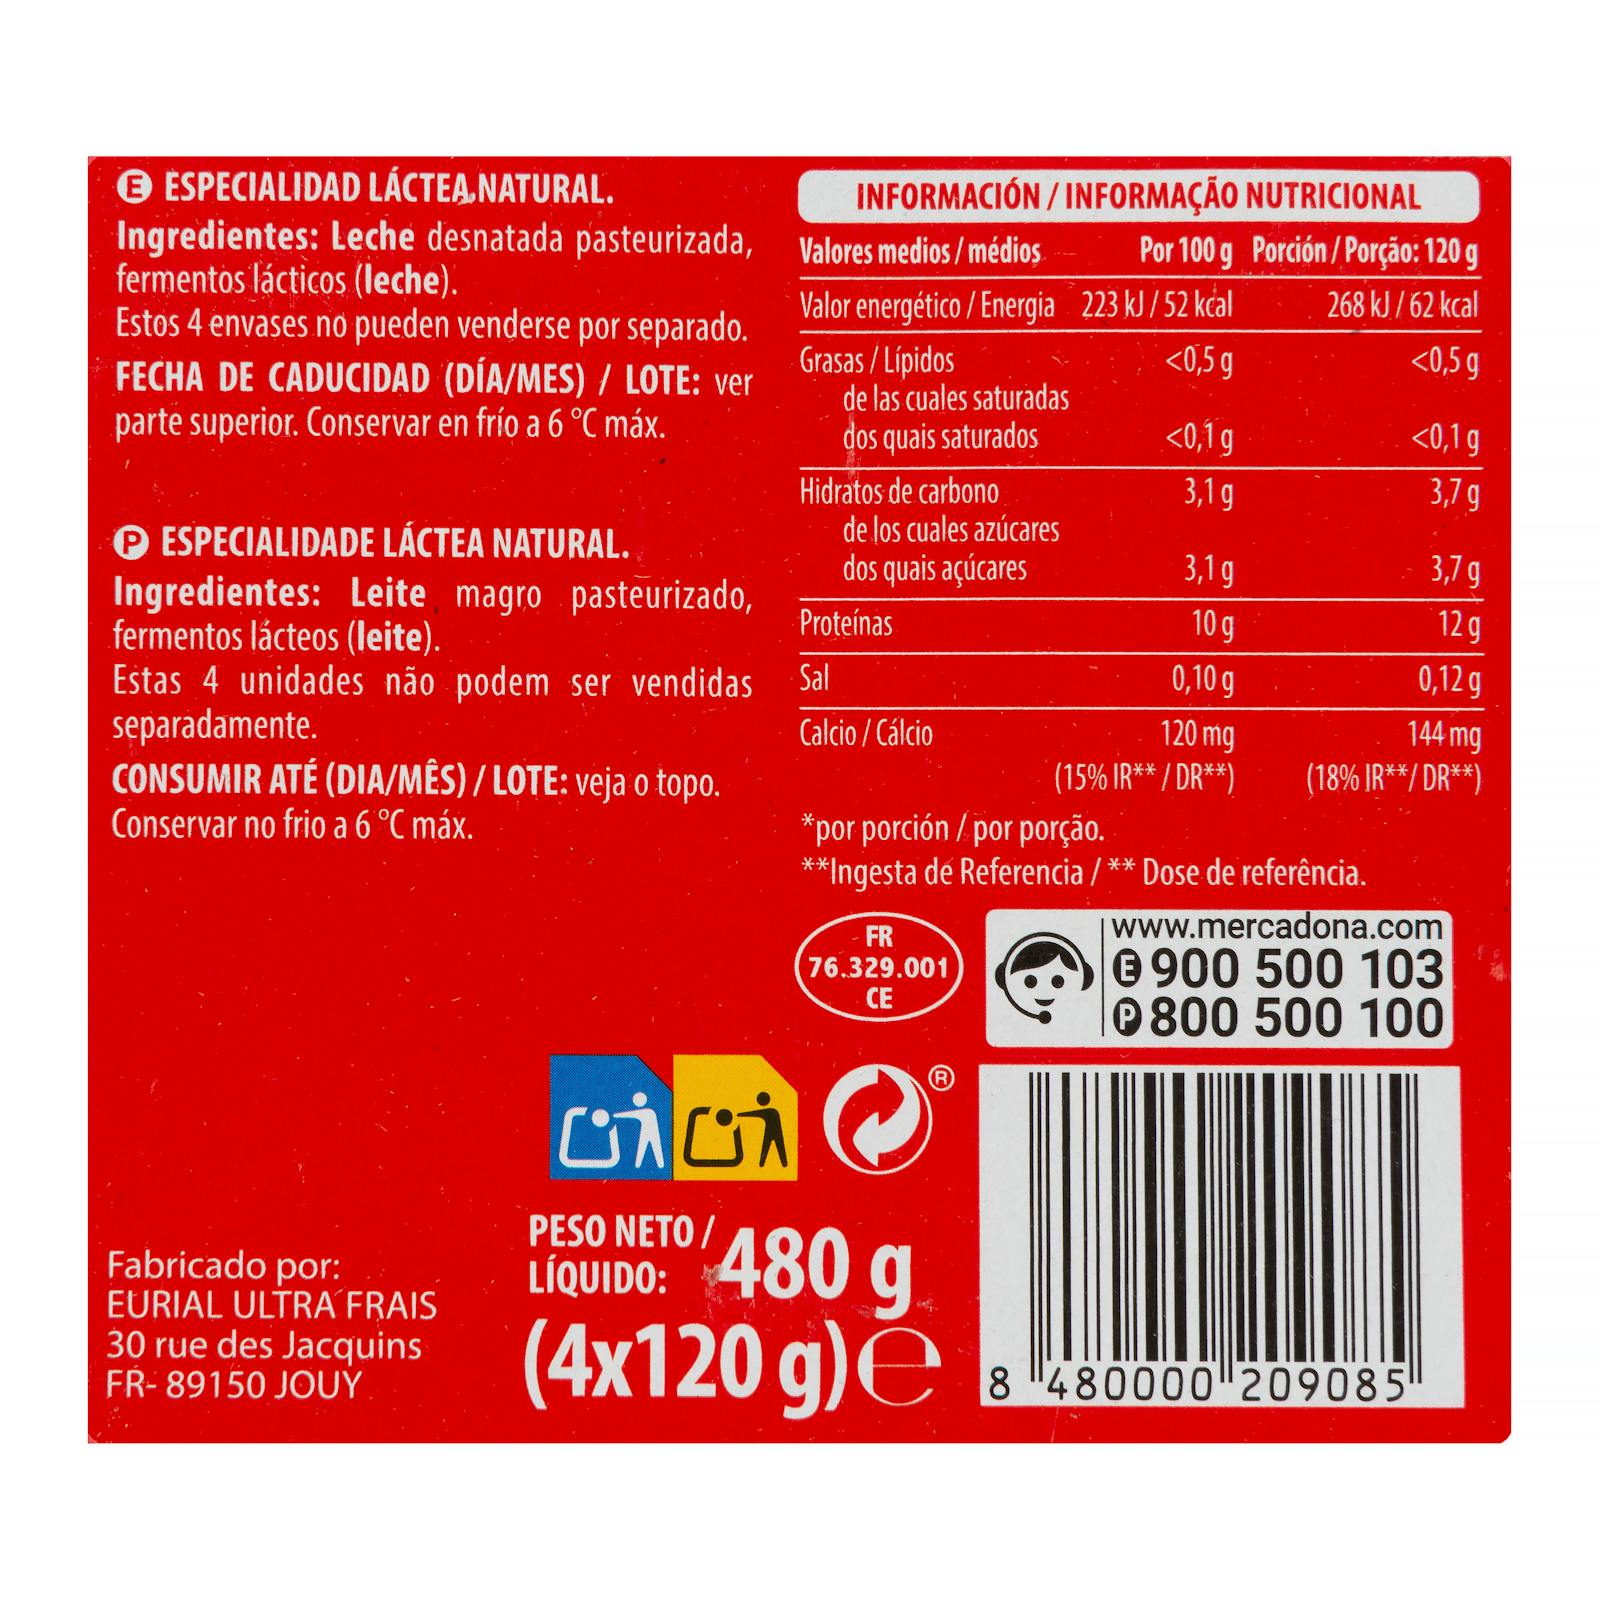 E ESPECIALIDAD LÁCTEA NATURAL.
Ingredientes: Leche desnatada pasteurizada,
fermentos lácticos (leche).
Estos 4 envases no pueden venderse por separado.
FECHA DE CADUCIDAD (DÍA/MES) / LOTE: ver
parte superior. Conservar en frío a 6 °C máx.
P ESPECIALIDADE LÁCTEA NATURAL.
Ingredientes: Leite magro pasteurizado,
fermentos lácteos (leite).
Estas 4 unidades não podem ser vendidas
separadamente.
CONSUMIR ATÉ (DIA/MÊS) / LOTE: veja o topo.
Conservar no frio a 6 °C máx.
INFORMACIÓN / INFORMAÇÃO NUTRICIONAL
Valores medios / médios Por 100 g Porción / Porção: 120 g
Valor energético / Energia 223 kJ / 52 kcal 268 kJ / 62 kcal
Grasas / Lípidos <0,5 g <0,5 g
de las cuales saturadas
dos quais saturados <0,1 g <0,1 g
Hidratos de carbono 3,1 g 3,7 g
de los cuales azúcares
dos quais açúcares 3,1 g 3,7 g
Proteínas 10 g 12 g
Sal 0,10 g 0,12 g
Calcio / Cálcio 120 mg 144 mg
(15% IR** / DR**) (18% IR** / DR**)
*por porción / por porção.
**Ingesta de Referencia / ** Dose de referência.
FR
76.329.001
CE
www.mercadona.com
E 900 500 103
P 800 500 100
®
Fabricado por:
EURIAL ULTRA FRAIS
30 rue des Jacquins
FR- 89150 JOUY
PESO NETO /
LÍQUIDO: 480 g
(4x120 g) ℮
8 480000 209085